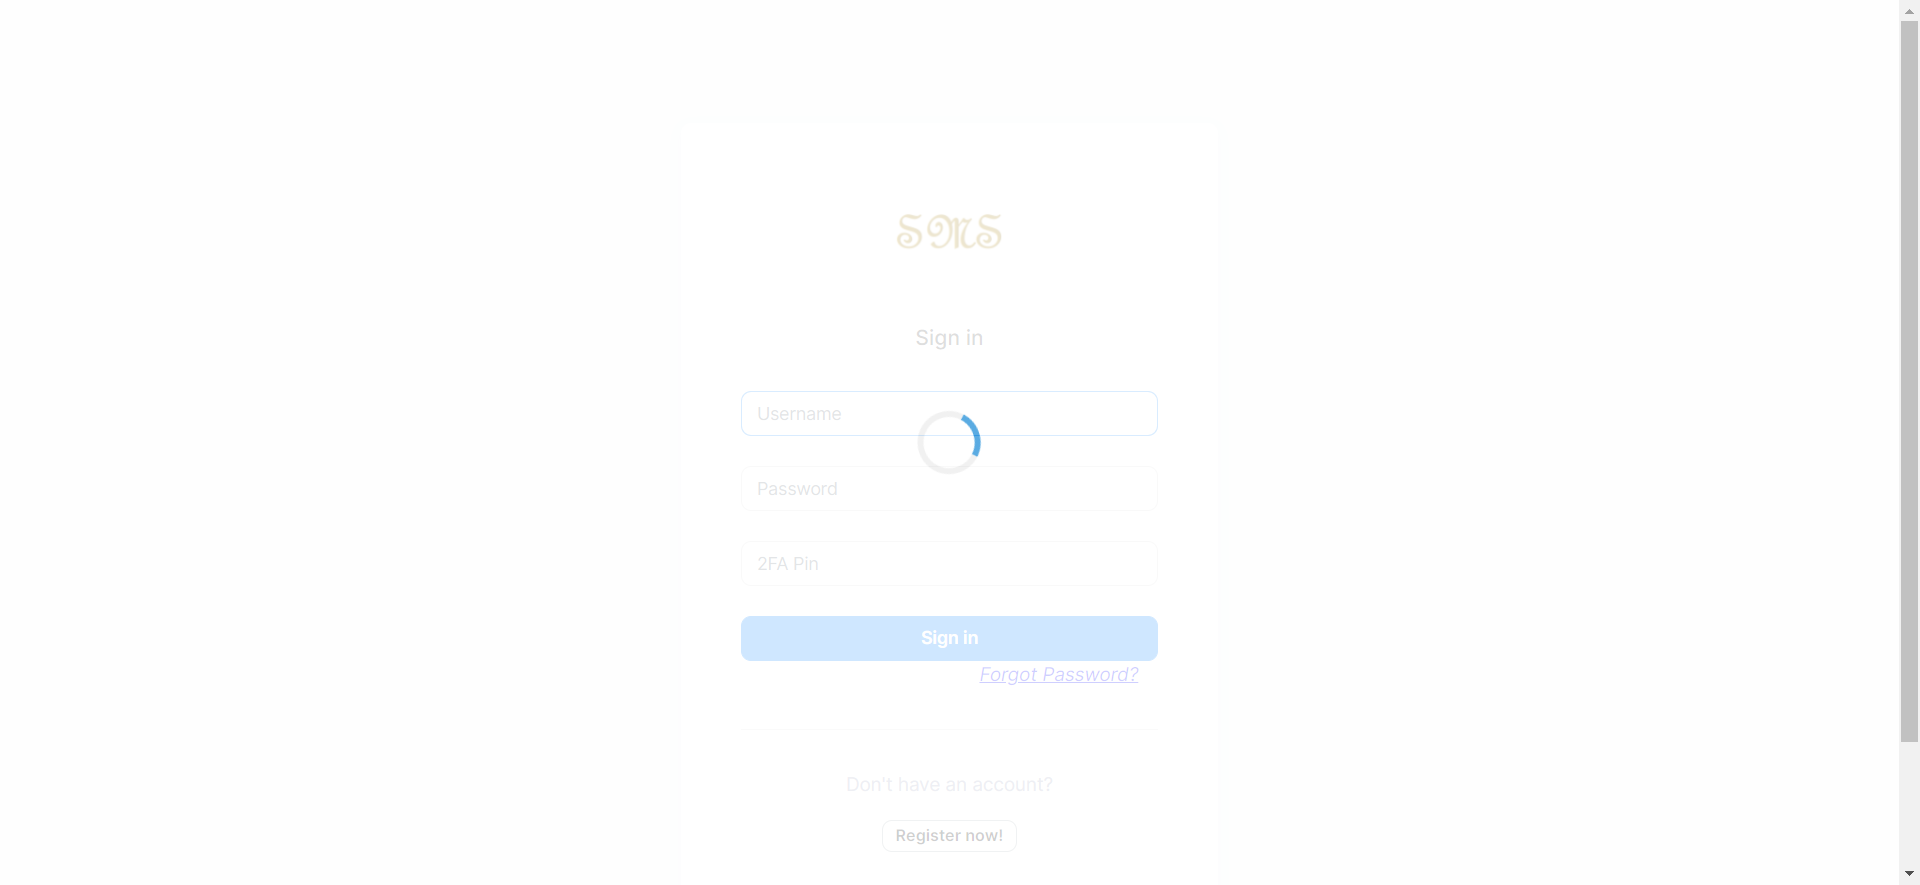 SMS
Sign in
Username
Password
2FA Pin
Sign in
Forgot Password?
Don't have an account?
Register now!